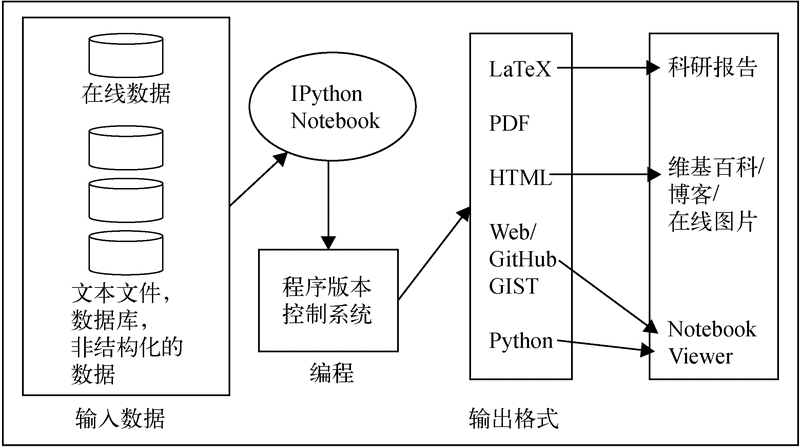 在线数据
文本文件，
数据库，
非结构化的
数据
输入数据
IPython
Notebook
程序版本
控制系统
编程
LaTeX
PDF
HTML
Web/
GitHub
GIST
Python
输出格式
科研报告
维基百科/
博客/
在线图片
Notebook
Viewer